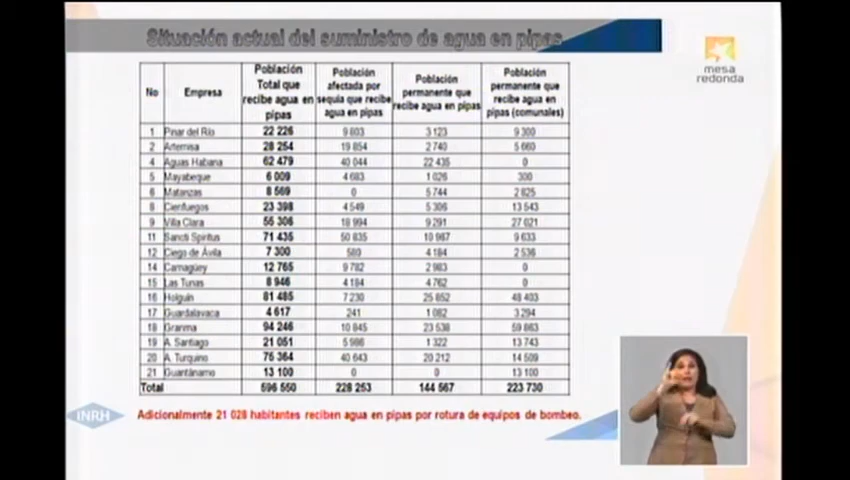 Situación actual del suministro de agua en pipas
mesa
redonda
No Empresa Población Total que recibe agua en pipas Población afectada por sequia que recibe agua en pipas Población permanente que recibe agua en pipas Población permanente que recibe agua en pipas (comunales)
1 Pinar del Río 22 226 9 803 3 123 9 300
2 Artemisa 28 254 19 854 2 740 5 660
4 Aguas Habana 62 479 40 044 22 435 0
5 Mayabeque 6 009 4 683 1 026 300
6 Matanzas 8 569 0 5 744 2 825
8 Cienfuegos 23 398 4 549 5 306 13 543
9 Villa Clara 55 306 18 994 9 291 27 021
11 Sancti Spiritus 71 435 50 835 10 967 9 633
12 Ciego de Ávila 7 300 580 4 184 2 536
14 Camagüey 12 765 9 782 2 983 0
15 Las Tunas 8 946 4 184 4 762 0
16 Holguín 81 485 7 230 25 852 48 403
17 Guardalavaca 4 617 241 1 082 3 294
18 Granma 94 246 10 845 23 538 59 863
19 A. Santiago 21 051 5 986 1 322 13 743
20 A. Turquino 75 364 40 643 20 212 14 509
21 Guantánamo 13 100 0 0 13 100
Total 596 550 228 253 144 567 223 730
INRH
Adicionalmente 21 028 habitantes reciben agua en pipas por rotura de equipos de bombeo.